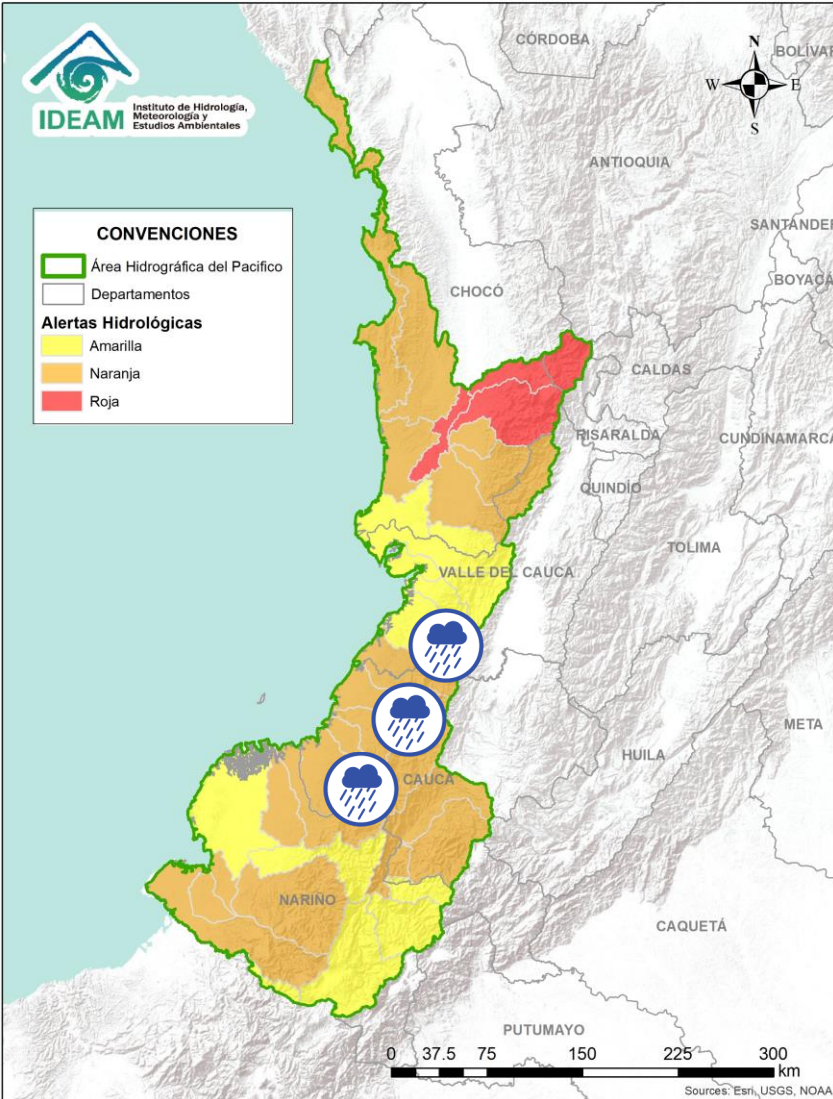 IDEAM
Instituto de Hidrología,
Meteorología y
Estudios Ambientales
N
W
E
S
CÓRDOBA
BOLÍVAR
ANTIOQUIA
SANTANDER
BOYACÁ
CONVENCIONES
Área Hidrográfica del Pacifico
Departamentos
Alertas Hidrológicas
Amarilla
Naranja
Roja
CHOCÓ
CALDAS
RISARALDA
CUNDINAMARCA
QUINDÍO
TOLIMA
VALLE DEL CAUCA
META
HUILA
CAUCA
NARIÑO
CAQUETÁ
PUTUMAYO
0 37.5 75 150 225 300
km
Sources: Esri, USGS, NOAA